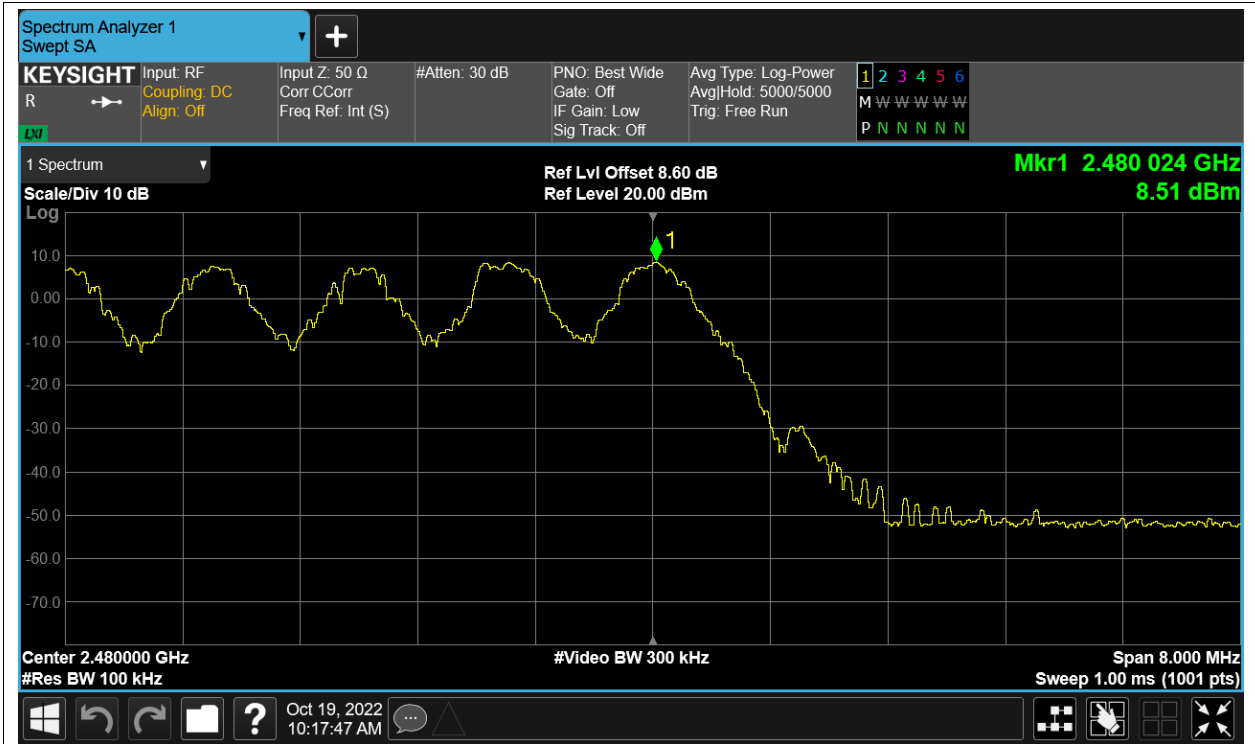 Spectrum Analyzer 1
Swept SA
+
KEYSIGHT
R
LXI
Input: RF
Coupling: DC
Align: Off
Input Z: 50 Ω
Corr CCorr
Freq Ref: Int (S)
#Atten: 30 dB
PNO: Best Wide
Gate: Off
IF Gain: Low
Sig Track: Off
Avg Type: Log-Power
Avg|Hold: 5000/5000
Trig: Free Run
1 2 3 4 5 6
M W W W W W
P N N N N N
1 Spectrum
Scale/Div 10 dB
Log
Ref Lvl Offset 8.60 dB
Ref Level 20.00 dBm
Mkr1 2.480 024 GHz
8.51 dBm
1
10.0
0.00
-10.0
-20.0
-30.0
-40.0
-50.0
-60.0
-70.0
Center 2.480000 GHz
#Res BW 100 kHz
#Video BW 300 kHz
Span 8.000 MHz
Sweep 1.00 ms (1001 pts)
?
Oct 19, 2022
10:17:47 AM